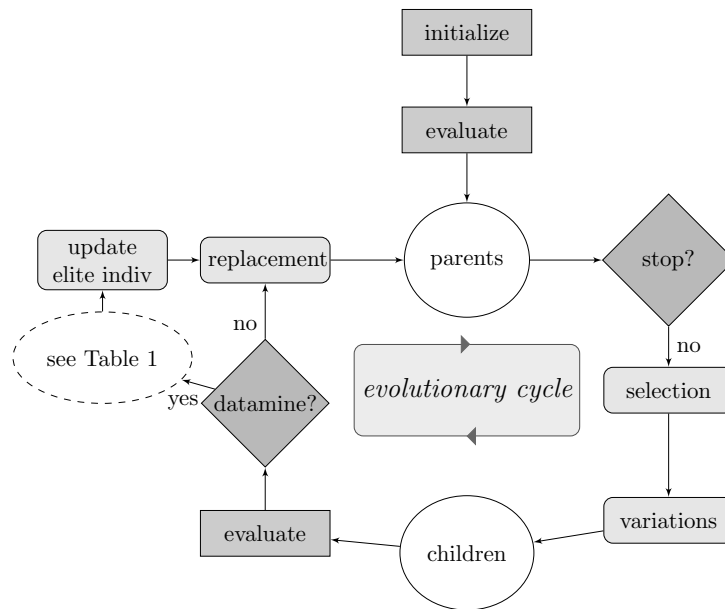 initialize
evaluate
update
elite indiv
replacement
parents
stop?
no
no
see Table 1
evolutionary cycle
selection
yes
datamine?
evaluate
children
variations